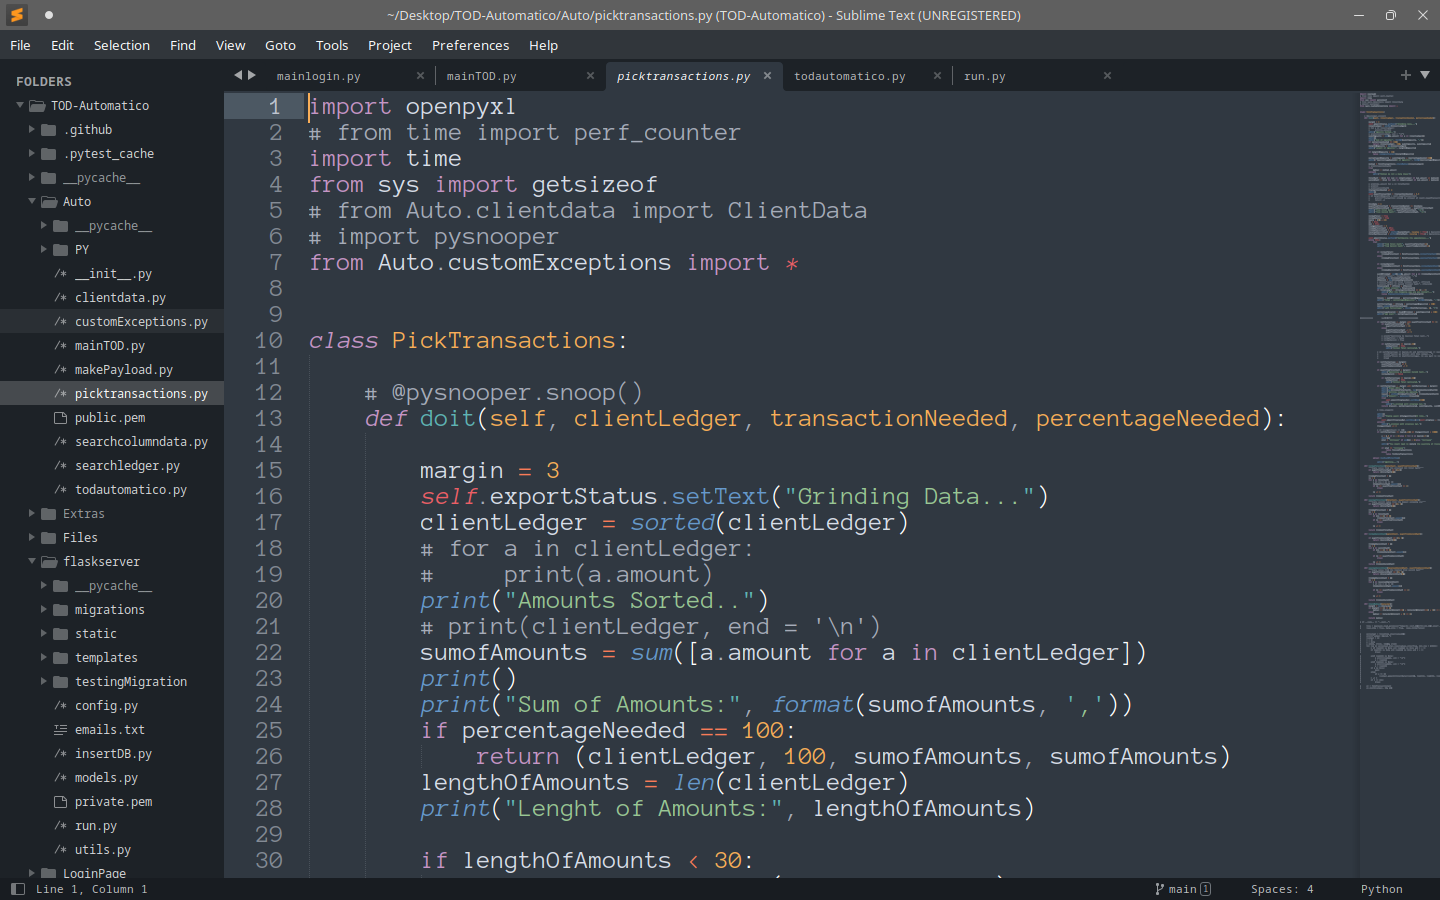 ~/Desktop/TOD-Automatico/Auto/picktransactions.py (TOD-Automatico) - Sublime Text (UNREGISTERED)
File Edit Selection Find View Goto Tools Project Preferences Help
FOLDERS
TOD-Automatico
.github
.pytest_cache
__pycache__
Auto
__pycache__
PY
/* __init__.py
/* clientdata.py
/* customExceptions.py
/* mainTOD.py
/* makePayload.py
/* picktransactions.py
public.pem
/* searchcolumndata.py
/* searchledger.py
/* todautomatico.py
Extras
Files
flaskserver
__pycache__
migrations
static
templates
testingMigration
/* config.py
emails.txt
/* insertDB.py
/* models.py
private.pem
/* run.py
/* utils.py
LoginPage
mainlogin.py × mainTOD.py × picktransactions.py × todautomatico.py × run.py ×
1 import openpyxl
2 # from time import perf_counter
3 import time
4 from sys import getsizeof
5 # from Auto.clientdata import ClientData
6 # import pysnooper
7 from Auto.customExceptions import *
8
9
10 class PickTransactions:
11
12     # @pysnooper.snoop()
13     def doit(self, clientLedger, transactionNeeded, percentageNeeded):
14
15         margin = 3
16         self.exportStatus.setText("Grinding Data...")
17         clientLedger = sorted(clientLedger)
18         # for a in clientLedger:
19         #     print(a.amount)
20         print("Amounts Sorted..")
21         # print(clientLedger, end = '\n')
22         sumofAmounts = sum([a.amount for a in clientLedger])
23         print()
24         print("Sum of Amounts:", format(sumofAmounts, ','))
25         if percentageNeeded == 100:
26             return (clientLedger, 100, sumofAmounts, sumofAmounts)
27         lengthOfAmounts = len(clientLedger)
28         print("Lenght of Amounts:", lengthOfAmounts)
29
30         if lengthOfAmounts < 30:
Line 1, Column 1
main 1
Spaces: 4
Python